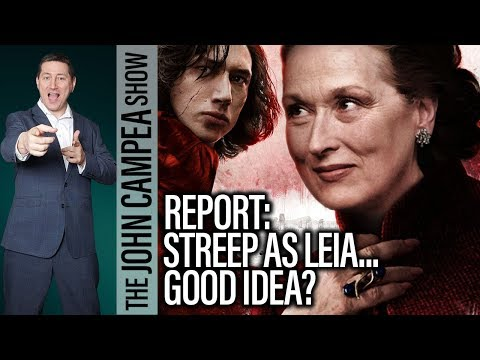 THE JOHN CAMPEA SHOW
REPORT:
STREEP AS LEIA...
GOOD IDEA?